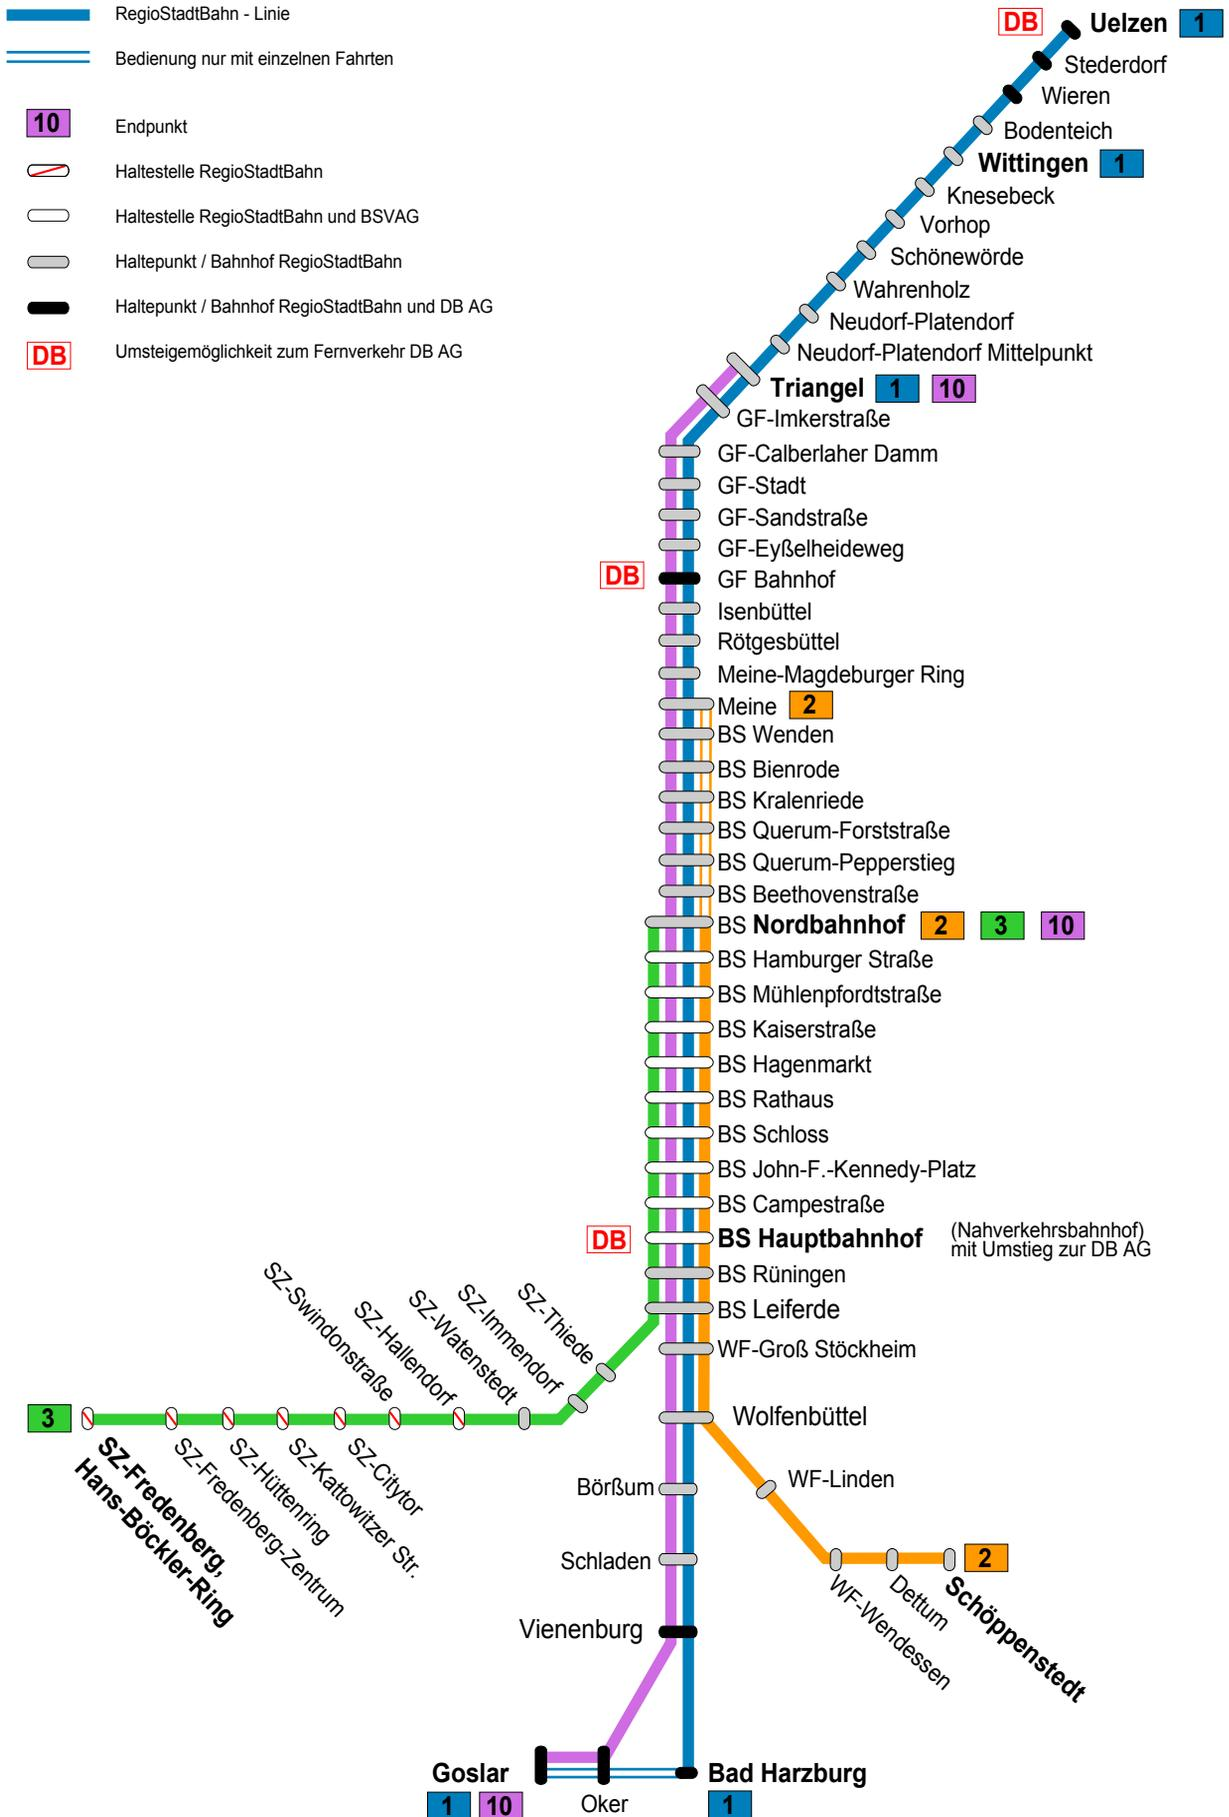 RegioStadtBahn - Linie
Bedienung nur mit einzelnen Fahrten
10 Endpunkt
Haltestelle RegioStadtBahn
Haltestelle RegioStadtBahn und BSVAG
Haltepunkt / Bahnhof RegioStadtBahn
Haltepunkt / Bahnhof RegioStadtBahn und DB AG
DB Umsteigemöglichkeit zum Fernverkehr DB AG
DB Uelzen 1
Stederdorf
Wieren
Bodenteich
Wittingen 1
Knesebeck
Vorhop
Schönewörde
Wahrenholz
Neudorf-Platendorf
Neudorf-Platendorf Mittelpunkt
Triangel 1 10
GF-Imkerstraße
GF-Calberlaher Damm
GF-Stadt
GF-Sandstraße
GF-Eyßelheideweg
DB GF Bahnhof
Isenbüttel
Rötgesbüttel
Meine-Magdeburger Ring
Meine 2
BS Wenden
BS Bienrode
BS Kralenriede
BS Querum-Forststraße
BS Querum-Pepperstieg
BS Beethovenstraße
BS Nordbahnhof 2 3 10
BS Hamburger Straße
BS Mühlenpfordtstraße
BS Kaiserstraße
BS Hagenmarkt
BS Rathaus
BS Schloss
BS John-F.-Kennedy-Platz
BS Campestraße
DB BS Hauptbahnhof
(Nahverkehrsbahnhof)
mit Umstieg zur DB AG
BS Rüningen
BS Leiferde
WF-Groß Stöckheim
Wolfenbüttel
SZ-Thiede
SZ-Immendorf
SZ-Watenstedt
SZ-Hallendorf
SZ-Swindonstraße
SZ-Citytor
SZ-Kattowitzer Str.
SZ-Hüttenring
SZ-Fredenberg-Zentrum
SZ-Fredenberg,
Hans-Böckler-Ring
3
WF-Linden
WF-Wendessen
Dettum
Schöppenstedt
2
Börßum
Schladen
Vienenburg
Goslar
1 10
Oker
Bad Harzburg
1